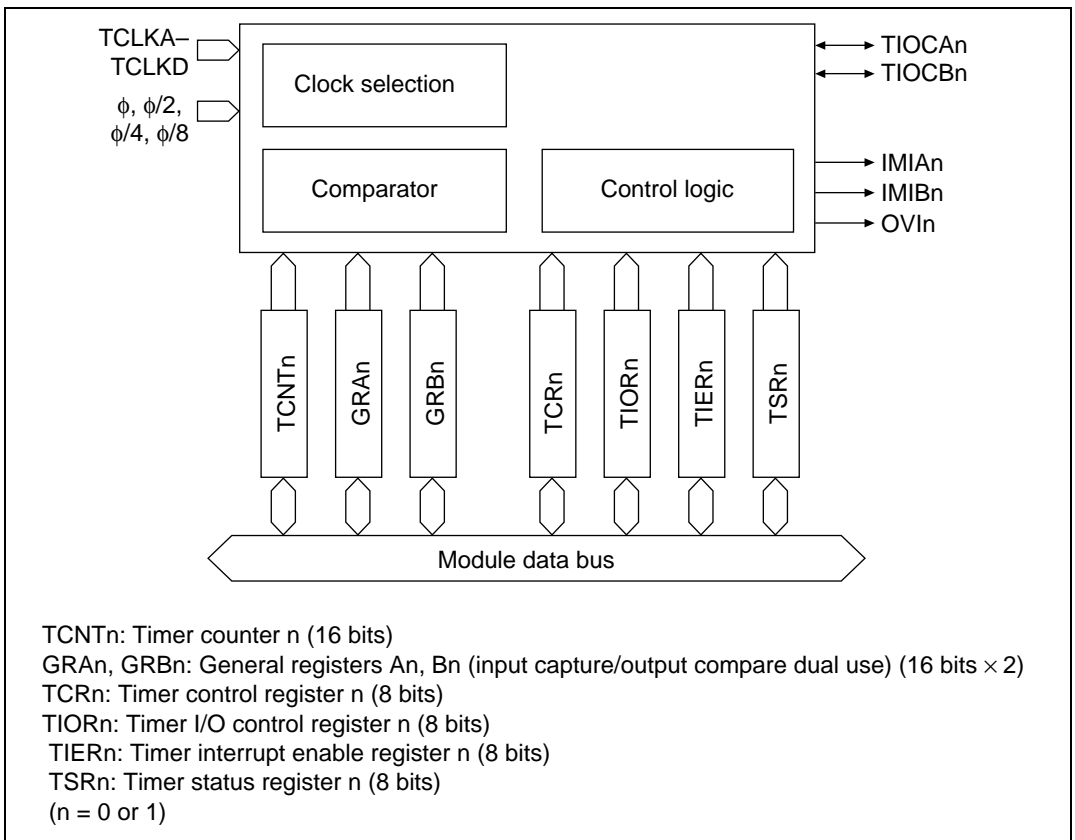 TCLKA–
TCLKD
ϕ, ϕ/2,
ϕ/4, ϕ/8
Clock selection
Comparator
Control logic
TIOCAn
TIOCBn
IMIAn
IMIBn
OVIn
TCNTn
GRAn
GRBn
TCRn
TIORn
TIERn
TSRn
Module data bus
TCNTn: Timer counter n (16 bits)
GRAn, GRBn: General registers An, Bn (input capture/output compare dual use) (16 bits × 2)
TCRn: Timer control register n (8 bits)
TIORn: Timer I/O control register n (8 bits)
TIERn: Timer interrupt enable register n (8 bits)
TSRn: Timer status register n (8 bits)
(n = 0 or 1)